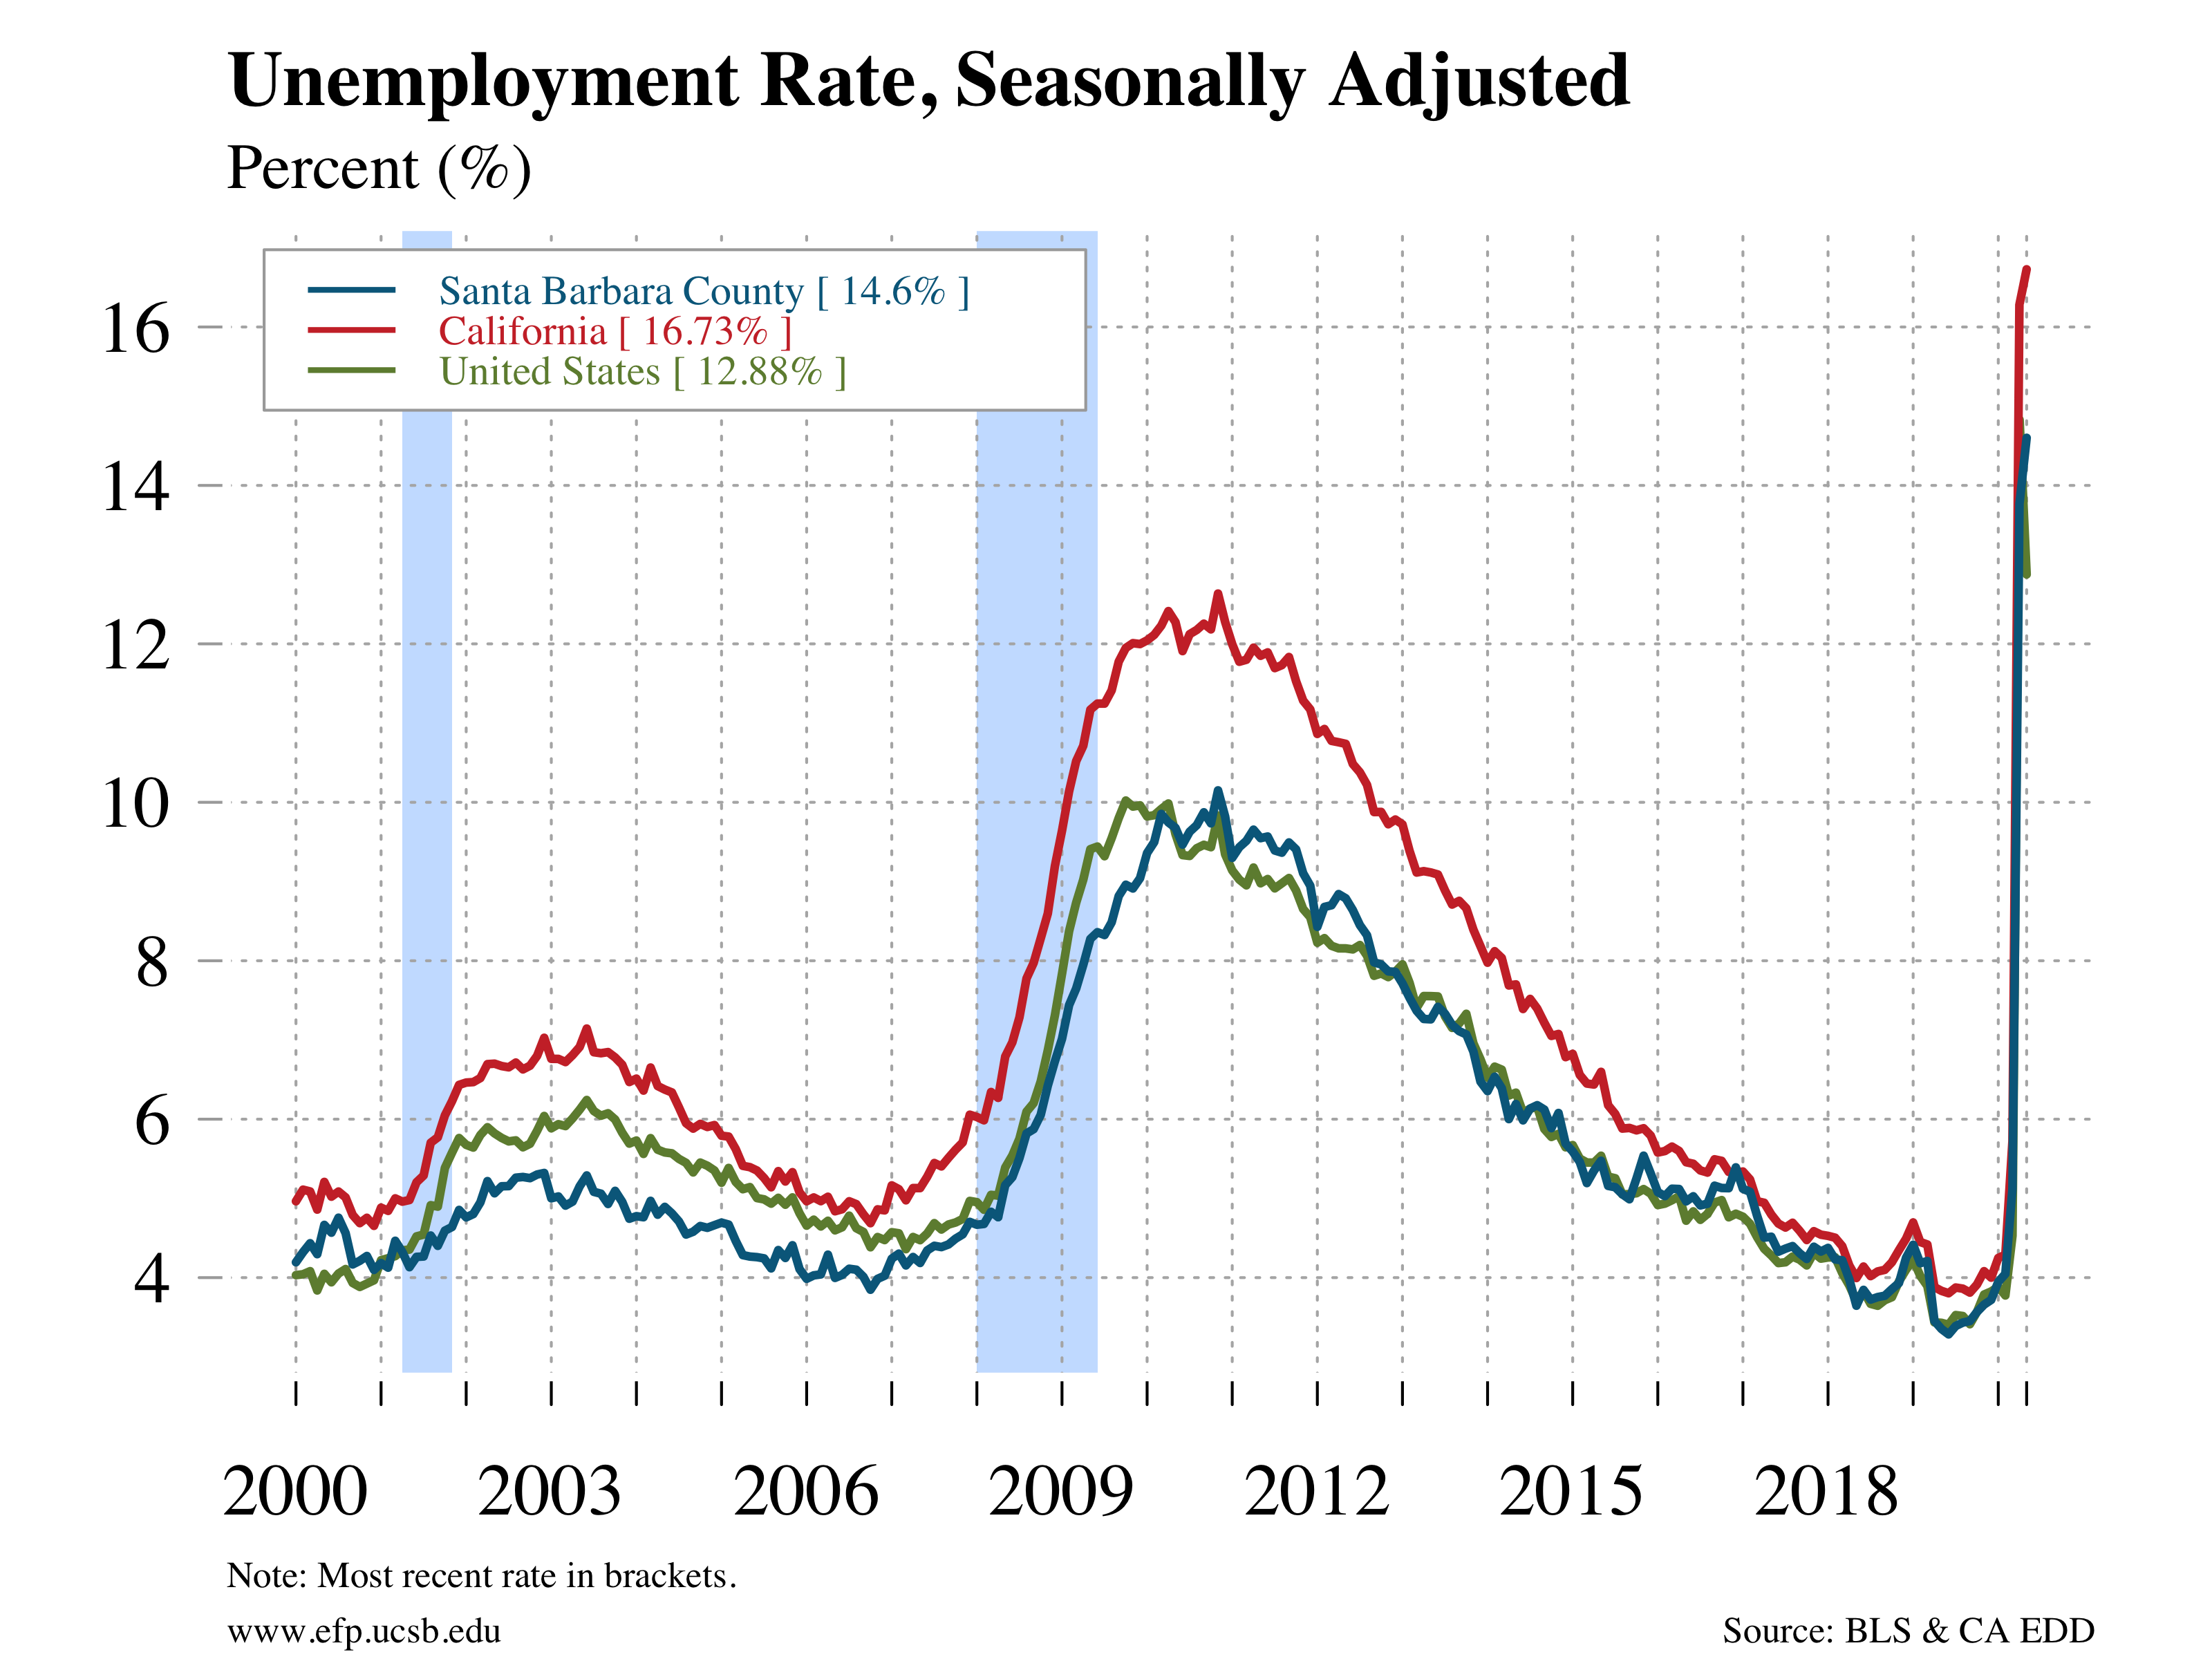 Unemployment Rate, Seasonally Adjusted
Percent (%)
Santa Barbara County [ 14.6% ]
California [ 16.73% ]
United States [ 12.88% ]
16
14
12
10
8
6
4
2000 2003 2006 2009 2012 2015 2018
Note: Most recent rate in brackets.
www.efp.ucsb.edu
Source: BLS & CA EDD